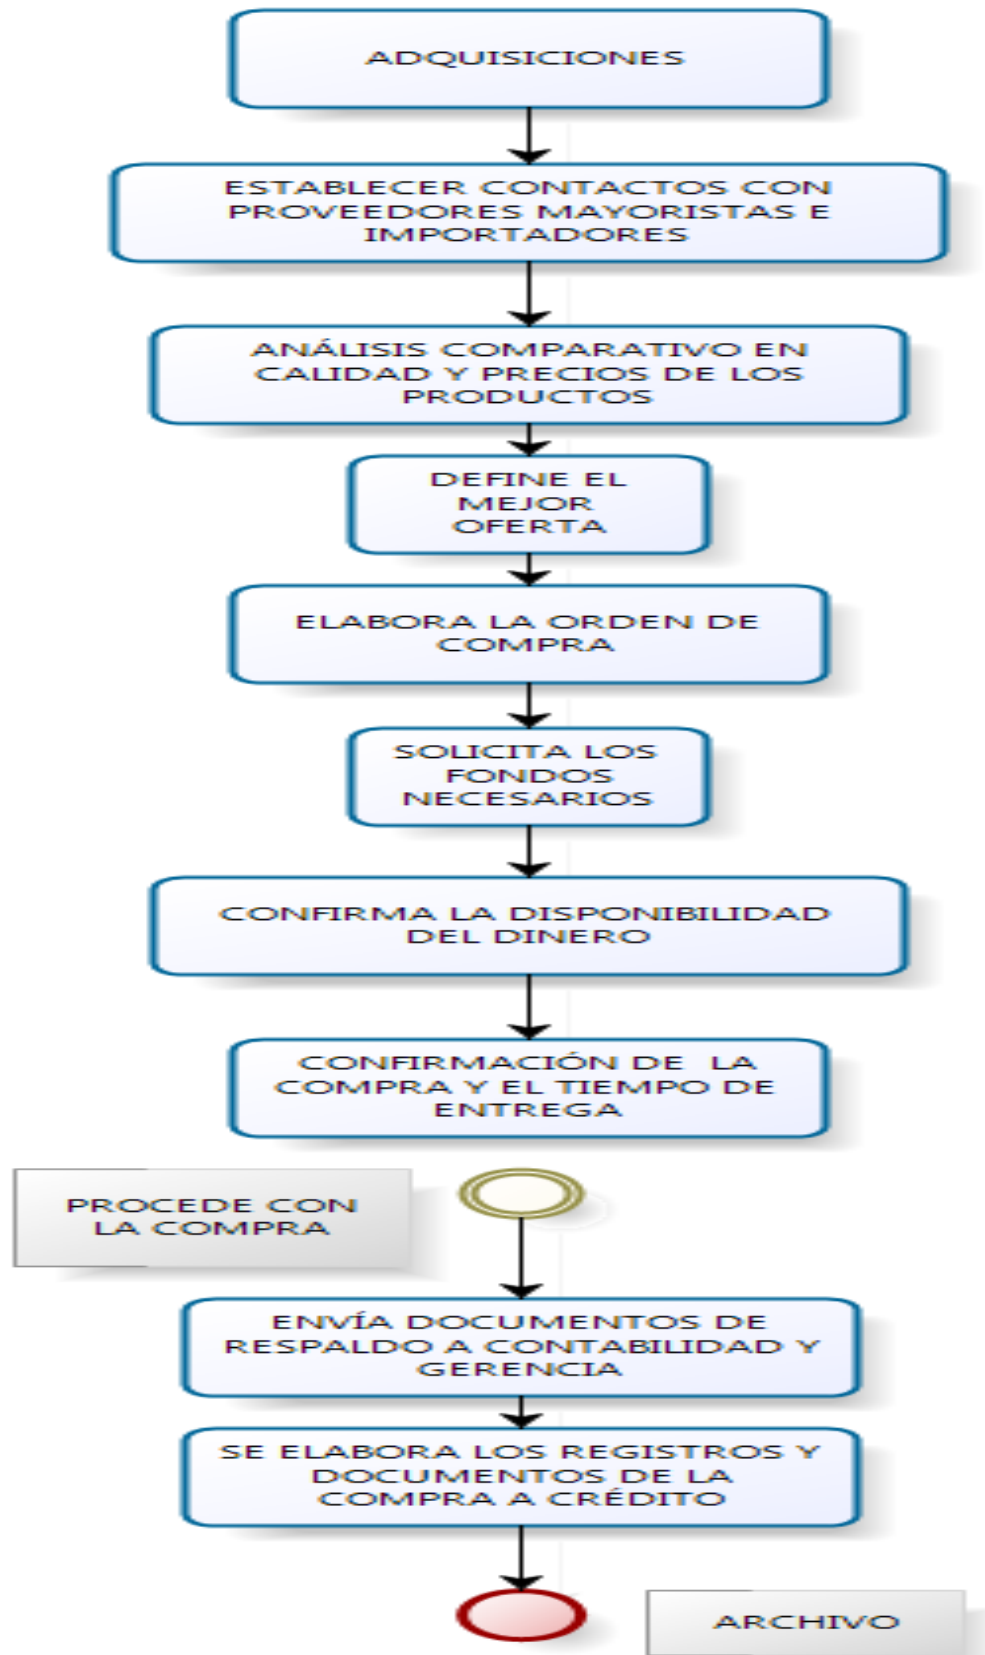 ADQUISICIONES
ESTABLECER CONTACTOS CON
PROVEEDORES MAYORISTAS E
IMPORTADORES
ANÁLISIS COMPARATIVO EN
CALIDAD Y PRECIOS DE LOS
PRODUCTOS
DEFINE EL
MEJOR
OFERTA
ELABORA LA ORDEN DE
COMPRA
SOLICITA LOS
FONDOS
NECESARIOS
CONFIRMA LA DISPONIBILIDAD
DEL DINERO
CONFIRMACIÓN DE  LA
COMPRA Y EL TIEMPO DE
ENTREGA
PROCEDE CON
LA COMPRA
ENVÍA DOCUMENTOS DE
RESPALDO A CONTABILIDAD Y
GERENCIA
SE ELABORA LOS REGISTROS Y
DOCUMENTOS DE LA
COMPRA A CRÉDITO
ARCHIVO